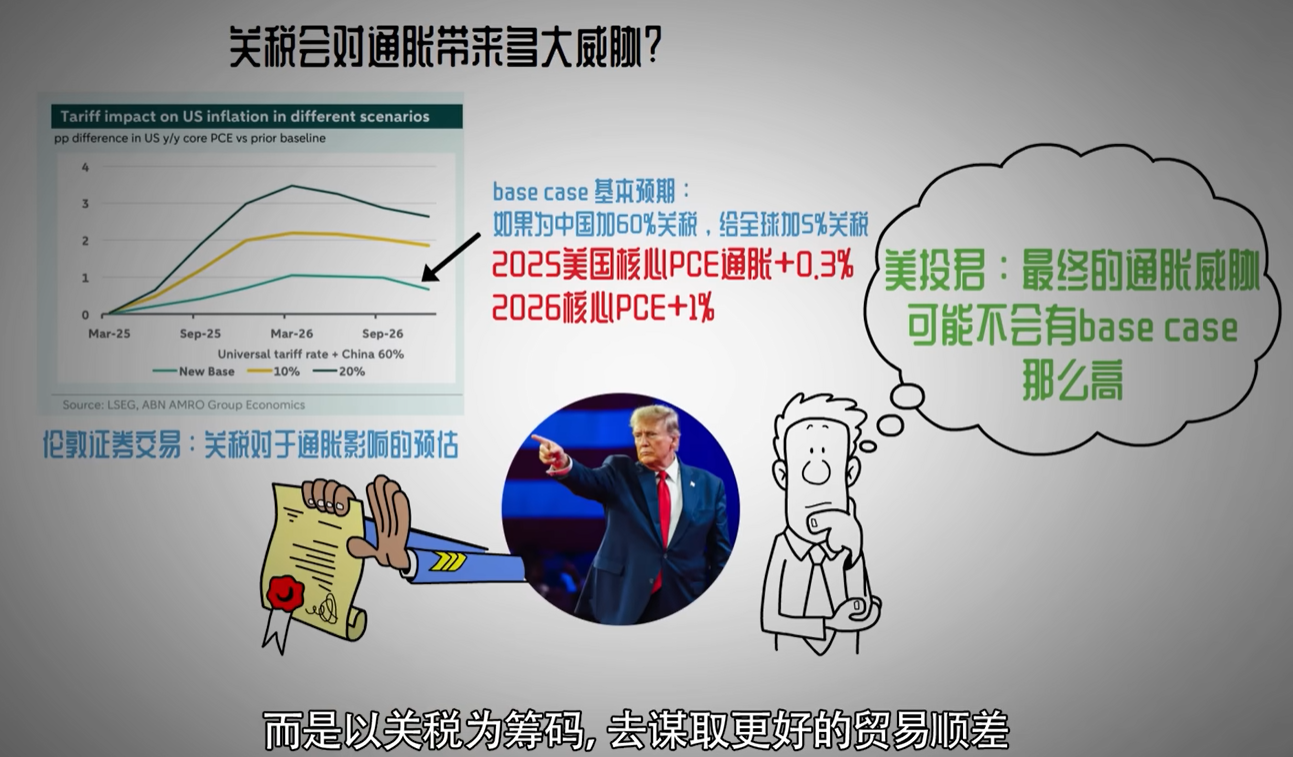 关税会对通胀带来多大威胁?
Tariff impact on US inflation in different scenarios
pp difference in US y/y core PCE vs prior baseline
4
3
2
1
0
Mar-25 Sep-25 Mar-26 Sep-26
Universal tariff rate + China 60%
New Base 10% 20%
Source: LSEG, ABN AMRO Group Economics
伦敦证券交易：关税对于通胀影响的预估
base case 基本预期：
如果为中国加60%关税，给全球加5%关税
2025美国核心PCE通胀+0.3%
2026核心PCE+1%
美投君：最终的通胀威胁
可能不会有base case
那么高
而是以关税为筹码, 去谋取更好的贸易顺差